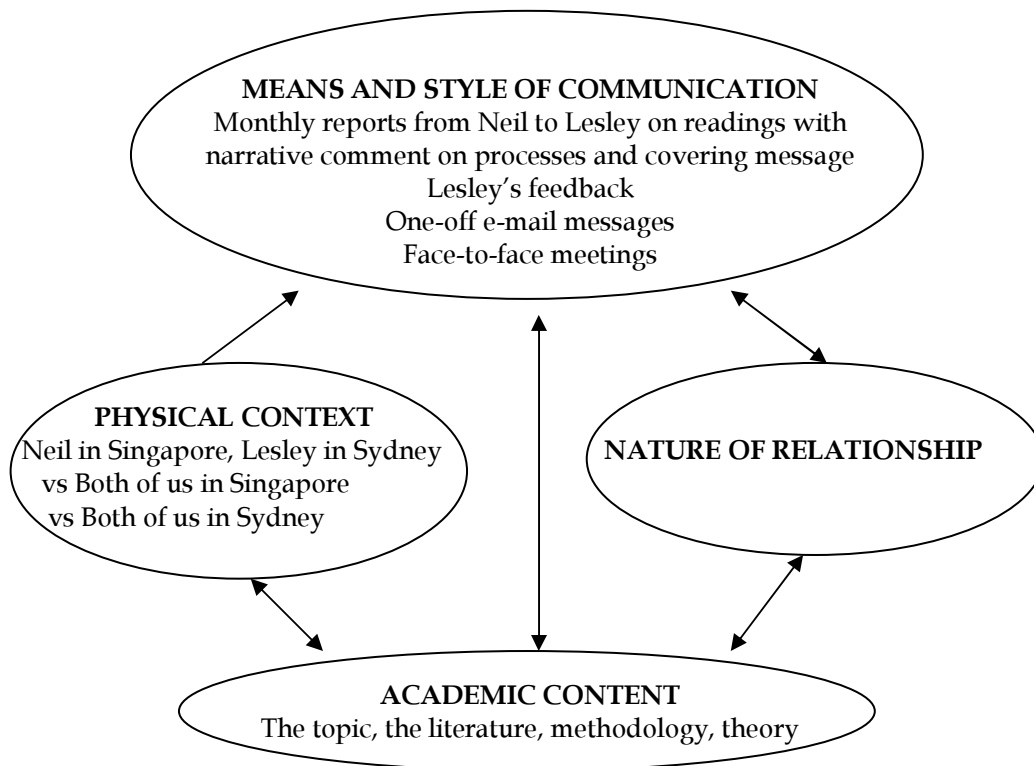 MEANS AND STYLE OF COMMUNICATION
Monthly reports from Neil to Lesley on readings with
narrative comment on processes and covering message
Lesley’s feedback
One-off e-mail messages
Face-to-face meetings
PHYSICAL CONTEXT
Neil in Singapore, Lesley in Sydney
vs Both of us in Singapore
vs Both of us in Sydney
NATURE OF RELATIONSHIP
ACADEMIC CONTENT
The topic, the literature, methodology, theory